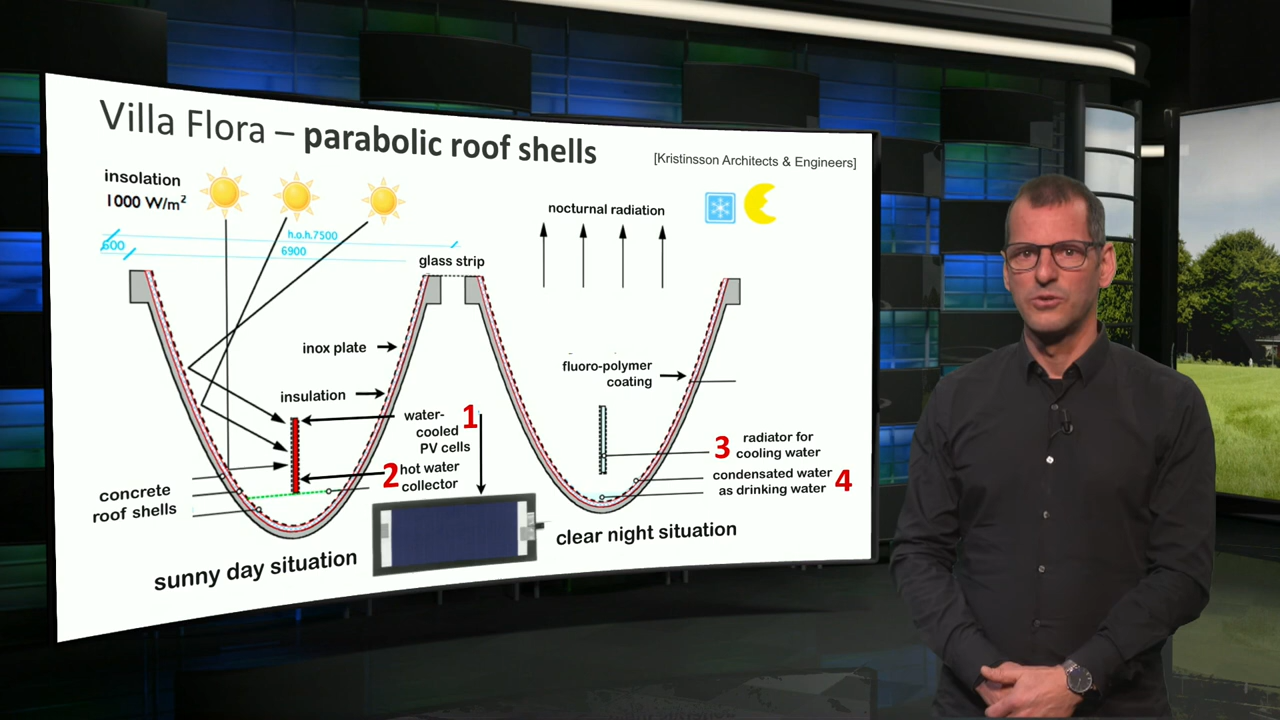 Villa Flora – parabolic roof shells
[Kristinsson Architects & Engineers]
insolation
1000 W/m²
h.o.h.7500
600
6900
glass strip
inox plate
insulation
water-
cooled
PV cells
1
2
hot water
collector
concrete
roof shells
sunny day situation
nocturnal radiation
fluoro-polymer
coating
3
radiator for
cooling water
condensated water
as drinking water
4
clear night situation